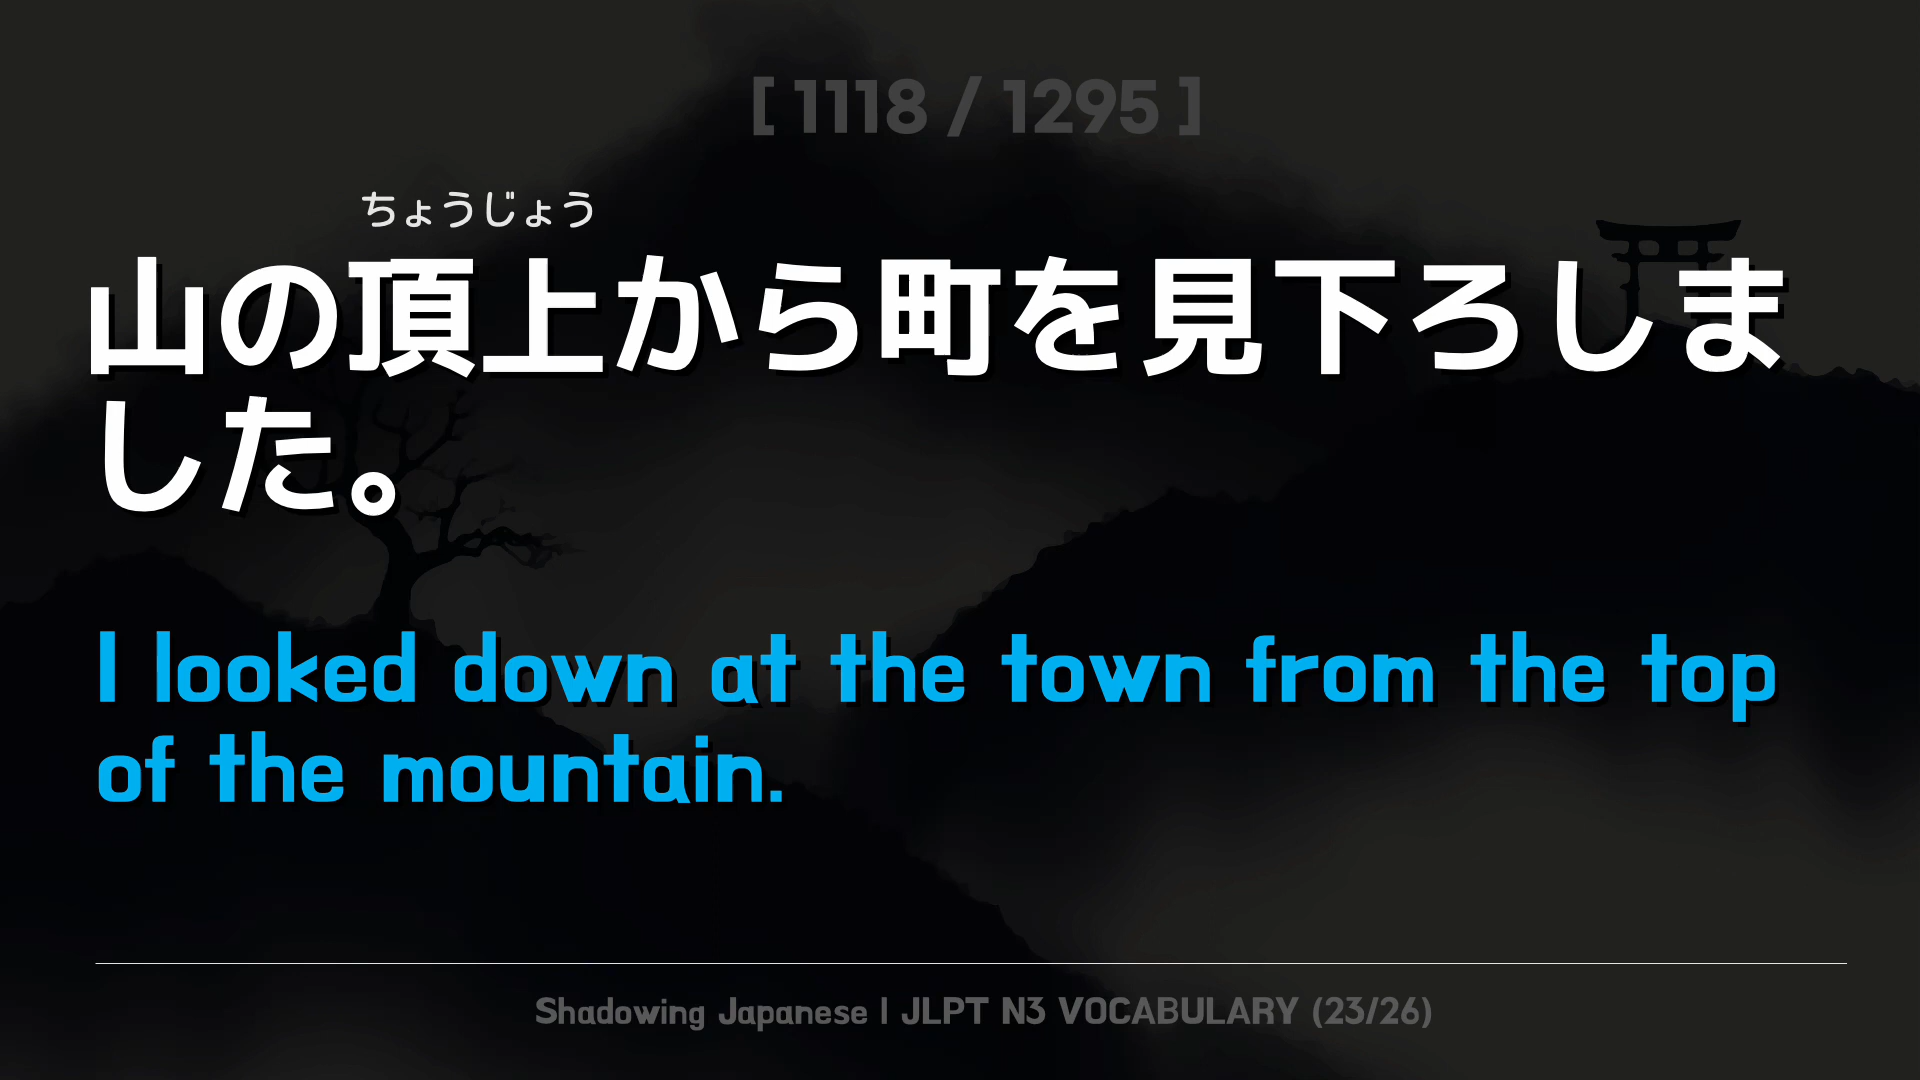 [ 1118 / 1295 ]
ちょうじょう
山の頂上から町を見下ろしま
した。
I looked down at the town from the top
of the mountain.
Shadowing Japanese | JLPT N3 VOCABULARY (23/26)